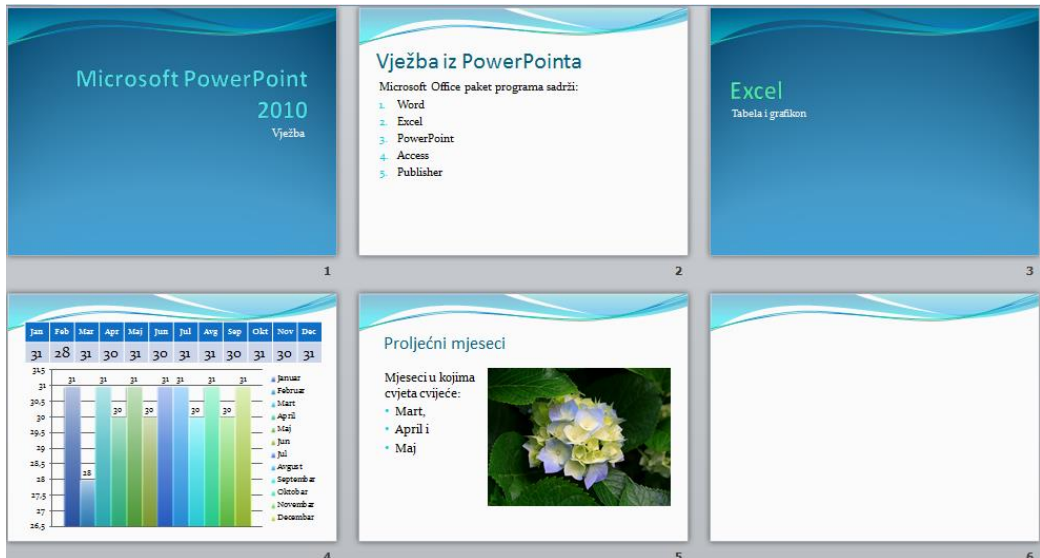 Microsoft PowerPoint
2010
Vježba
1
Vježba iz PowerPointa
Microsoft Office paket programa sadrži:
1. Word
2. Excel
3. PowerPoint
4. Access
5. Publisher
2
Excel
Tabela i grafikon
3
Jan Feb Mar Apr Maj Jun Jul Avg Sep Okt Nov Dec
31 28 31 30 31 30 31 31 30 31 30 31
31.5
31
30.5
30
29.5
29
28.5
28
27.5
27
26.5
31 28 31 30 31 30 31 31 30 31 30 31
Januar
Februar
Mart
April
Maj
Jun
Jul
Avgust
Septembar
Oktobar
Novembar
Decembar
4
Proljećni mjeseci
Mjeseci u kojima
cvjeta cvijeće:
• Mart,
• April i
• Maj
5
6